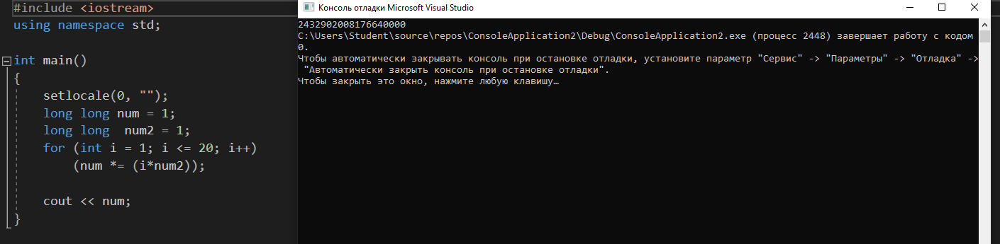 #include <iostream>
using namespace std;
int main()
{
setlocale(0, "");
long long num = 1;
long long  num2 = 1;
for (int i = 1; i <= 20; i++)
(num *= (i*num2));
cout << num;
}
Консоль отладки Microsoft Visual Studio
2432902008176640000
C:\Users\Student\source\repos\ConsoleApplication2\Debug\ConsoleApplication2.exe (процесс 2448) завершает работу с кодом
0.
Чтобы автоматически закрывать консоль при остановке отладки, установите параметр "Сервис" -> "Параметры" -> "Отладка" ->
"Автоматически закрыть консоль при остановке отладки".
Чтобы закрыть это окно, нажмите любую клавишу…